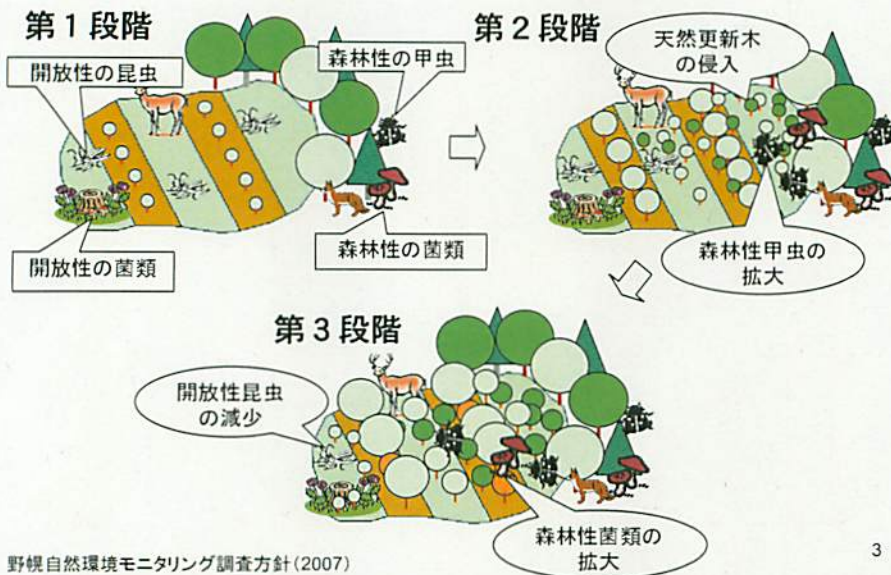 第1段階
開放性の昆虫
森林性の甲虫
開放性の菌類
森林性の菌類
第2段階
天然更新木
の侵入
森林性甲虫の
拡大
第3段階
開放性昆虫
の減少
森林性菌類の
拡大
野幌自然環境モニタリング調査方針(2007)
3